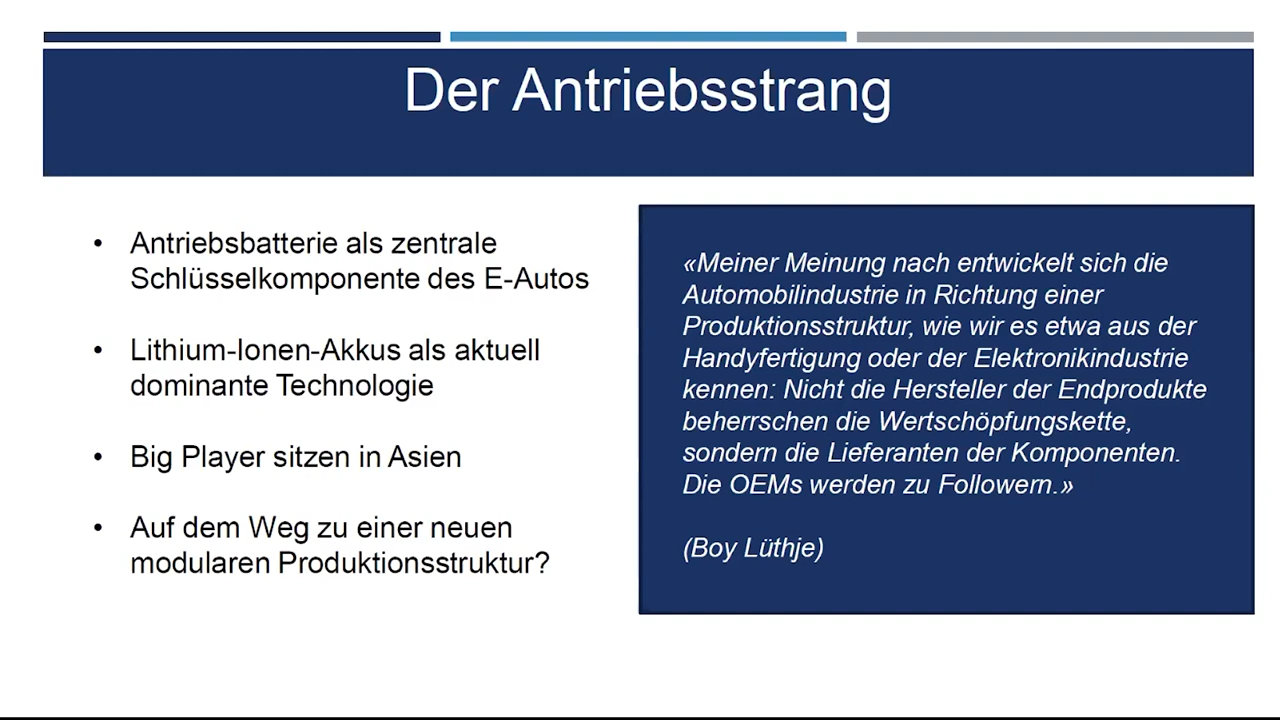 Der Antriebsstrang
• Antriebsbatterie als zentrale
Schlüsselkomponente des E-Autos
• Lithium-Ionen-Akkus als aktuell
dominante Technologie
• Big Player sitzen in Asien
• Auf dem Weg zu einer neuen
modularen Produktionsstruktur?
«Meiner Meinung nach entwickelt sich die
Automobilindustrie in Richtung einer
Produktionsstruktur, wie wir es etwa aus der
Handyfertigung oder der Elektronikindustrie
kennen: Nicht die Hersteller der Endprodukte
beherrschen die Wertschöpfungskette,
sondern die Lieferanten der Komponenten.
Die OEMs werden zu Followern.»
(Boy Lüthje)